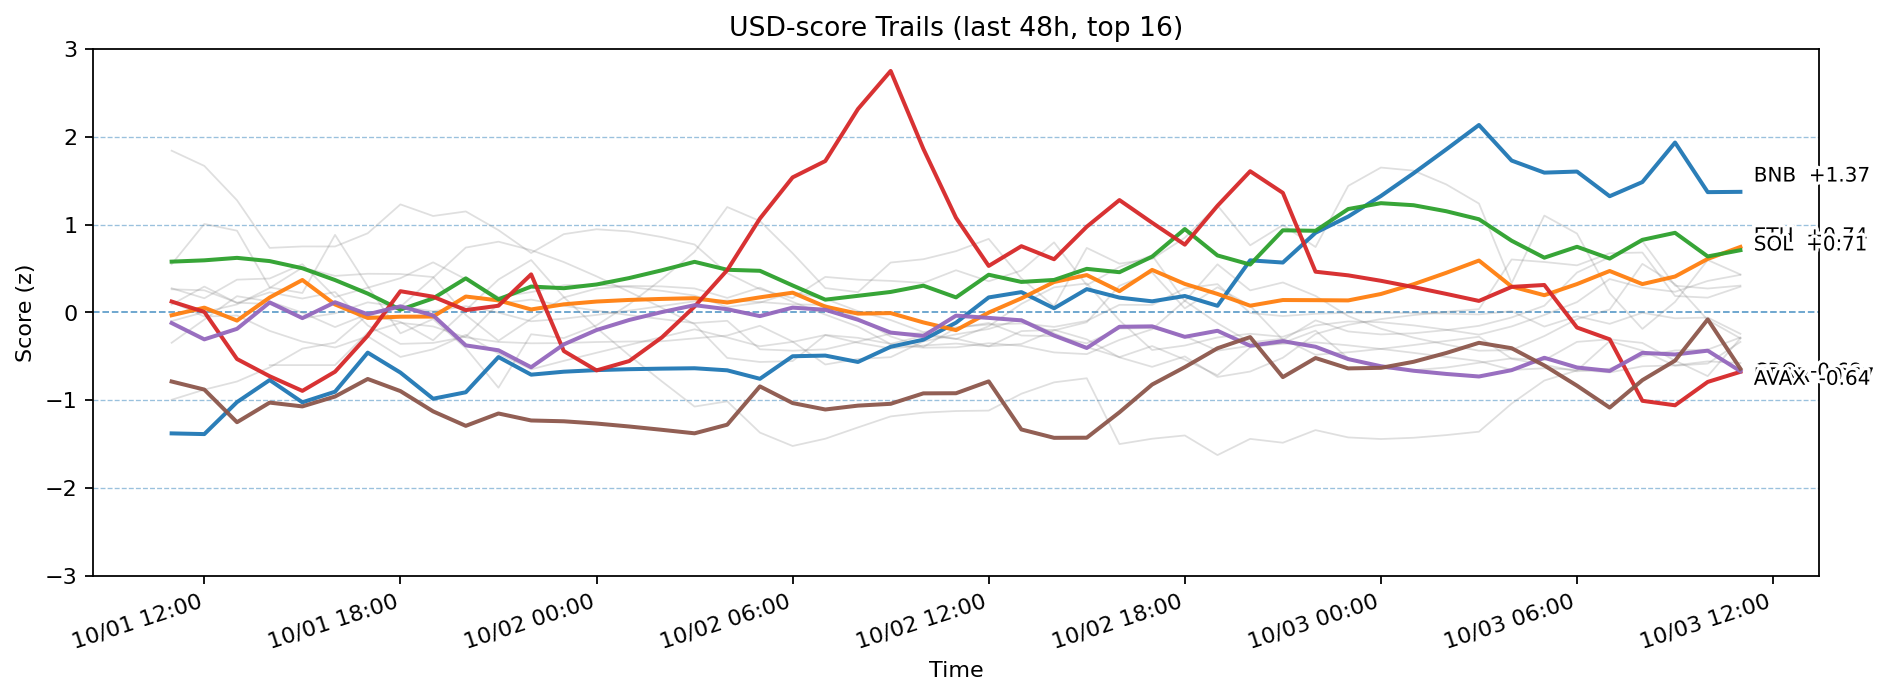 USD-score Trails (last 48h, top 16)
Score (z)
3
2
1
0
−1
−2
−3
BNB +1.37
SOL +0.71
AVAX -0.64
10/01 12:00
10/01 18:00
10/02 00:00
10/02 06:00
10/02 12:00
10/02 18:00
10/03 00:00
10/03 06:00
10/03 12:00
Time